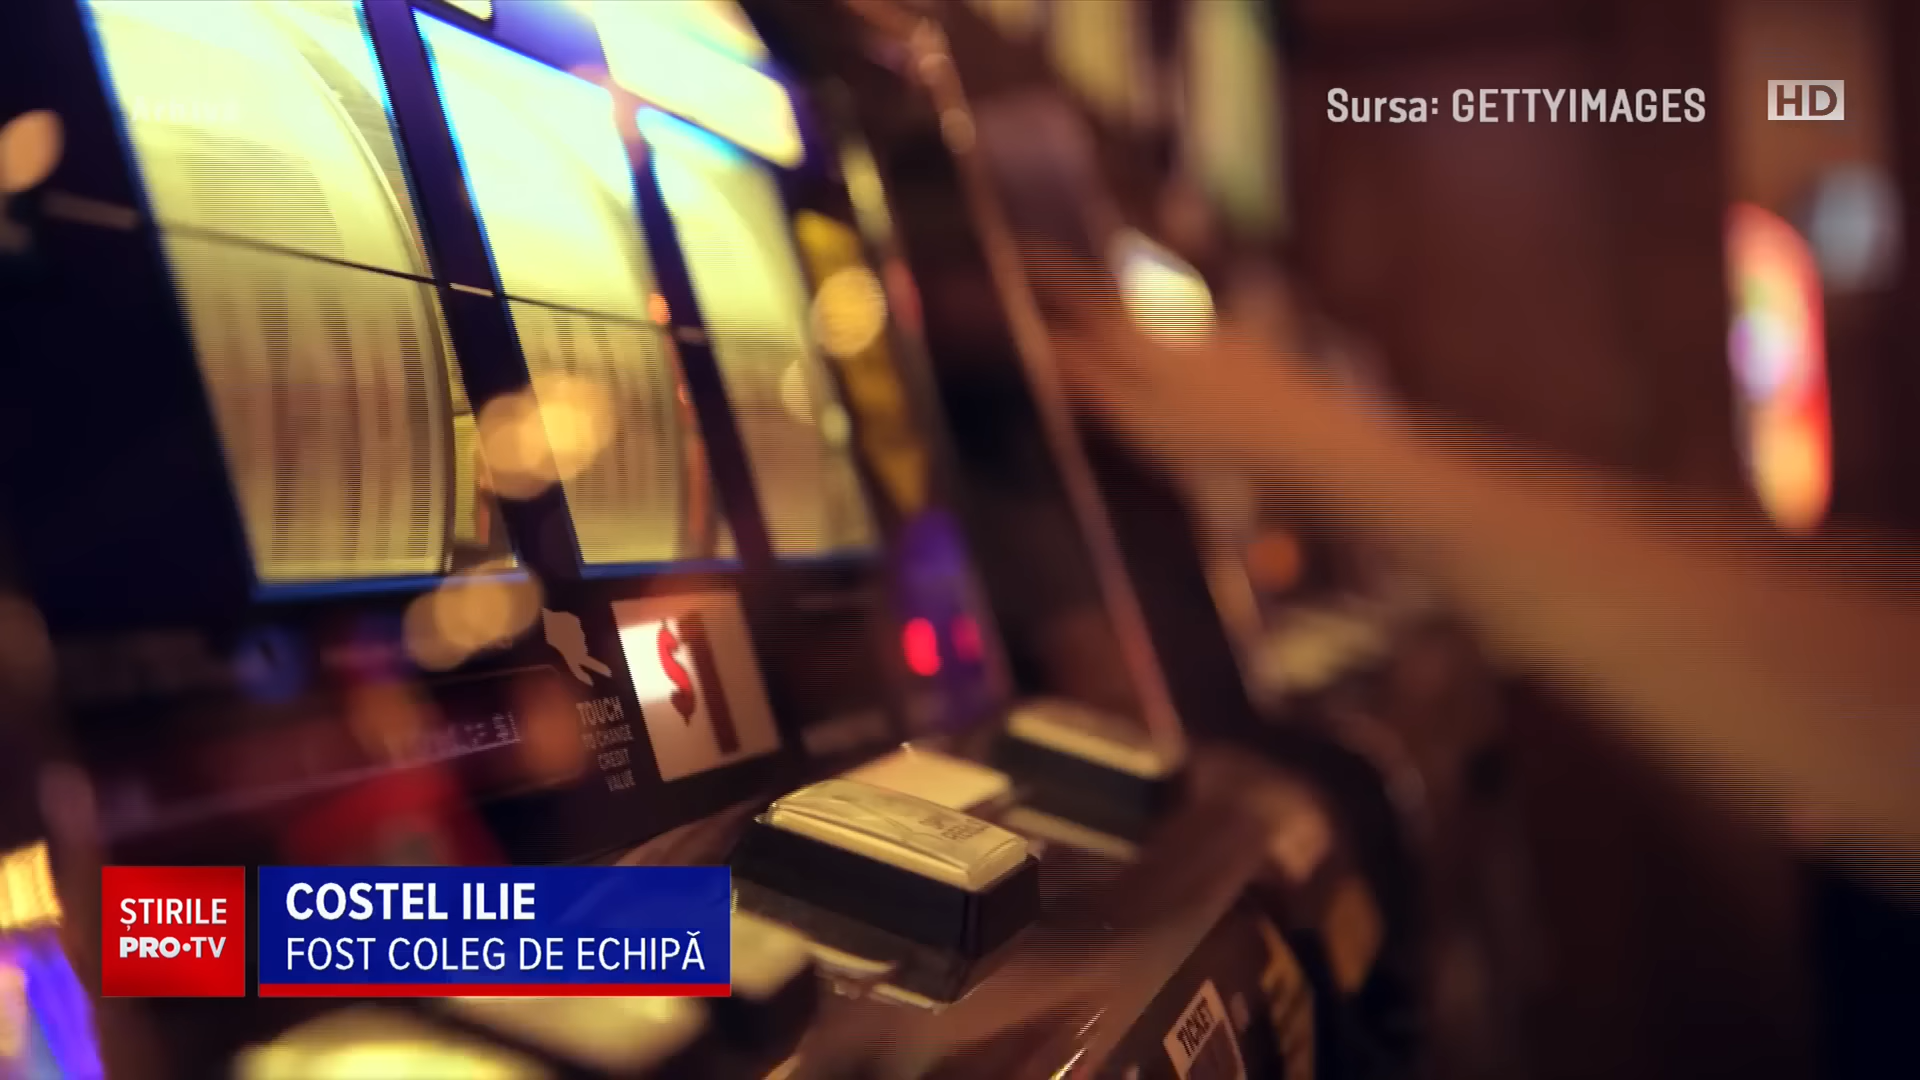 Sursa: GETTYIMAGES
HD
TOUCH
TO CHANGE
CREDIT
VALUE
$1
TICKET
ȘTIRILE
PRO•TV
COSTEL ILIE
FOST COLEG DE ECHIPĂ